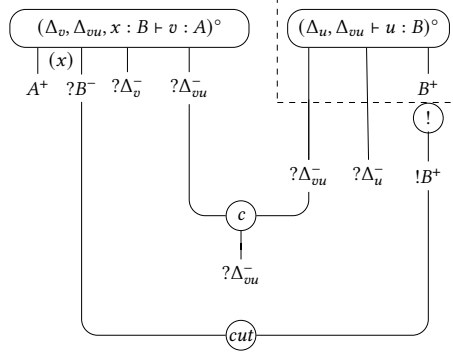 (Δ_v, Δ_vu, x : B ⊢ v : A)° (Δ_u, Δ_vu ⊢ u : B)°
(x)
A⁺ ?B⁻ ?Δ_v⁻ ?Δ_vu⁻ B⁺
!
?Δ_vu⁻ ?Δ_u⁻ !B⁺
c
?Δ_vu⁻
cut